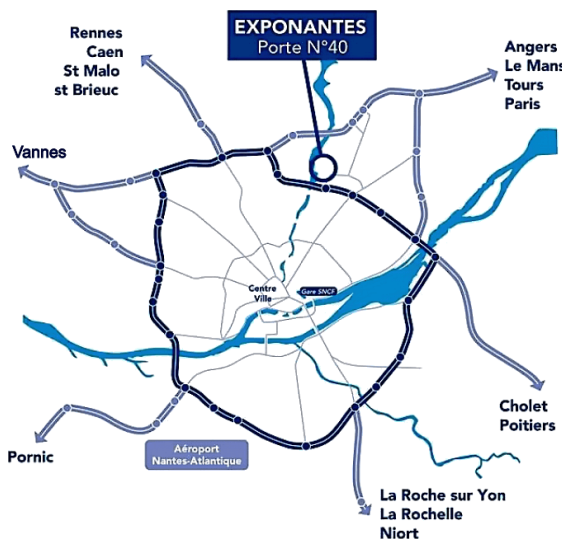 EXPONANTES
Porte N°40
Rennes
Caen
St Malo
st Brieuc
Angers
Le Mans
Tours
Paris
Vannes
Centre
Ville
Gare SNCF
Cholet
Poitiers
Pornic
Aéroport
Nantes-Atlantique
La Roche sur Yon
La Rochelle
Niort